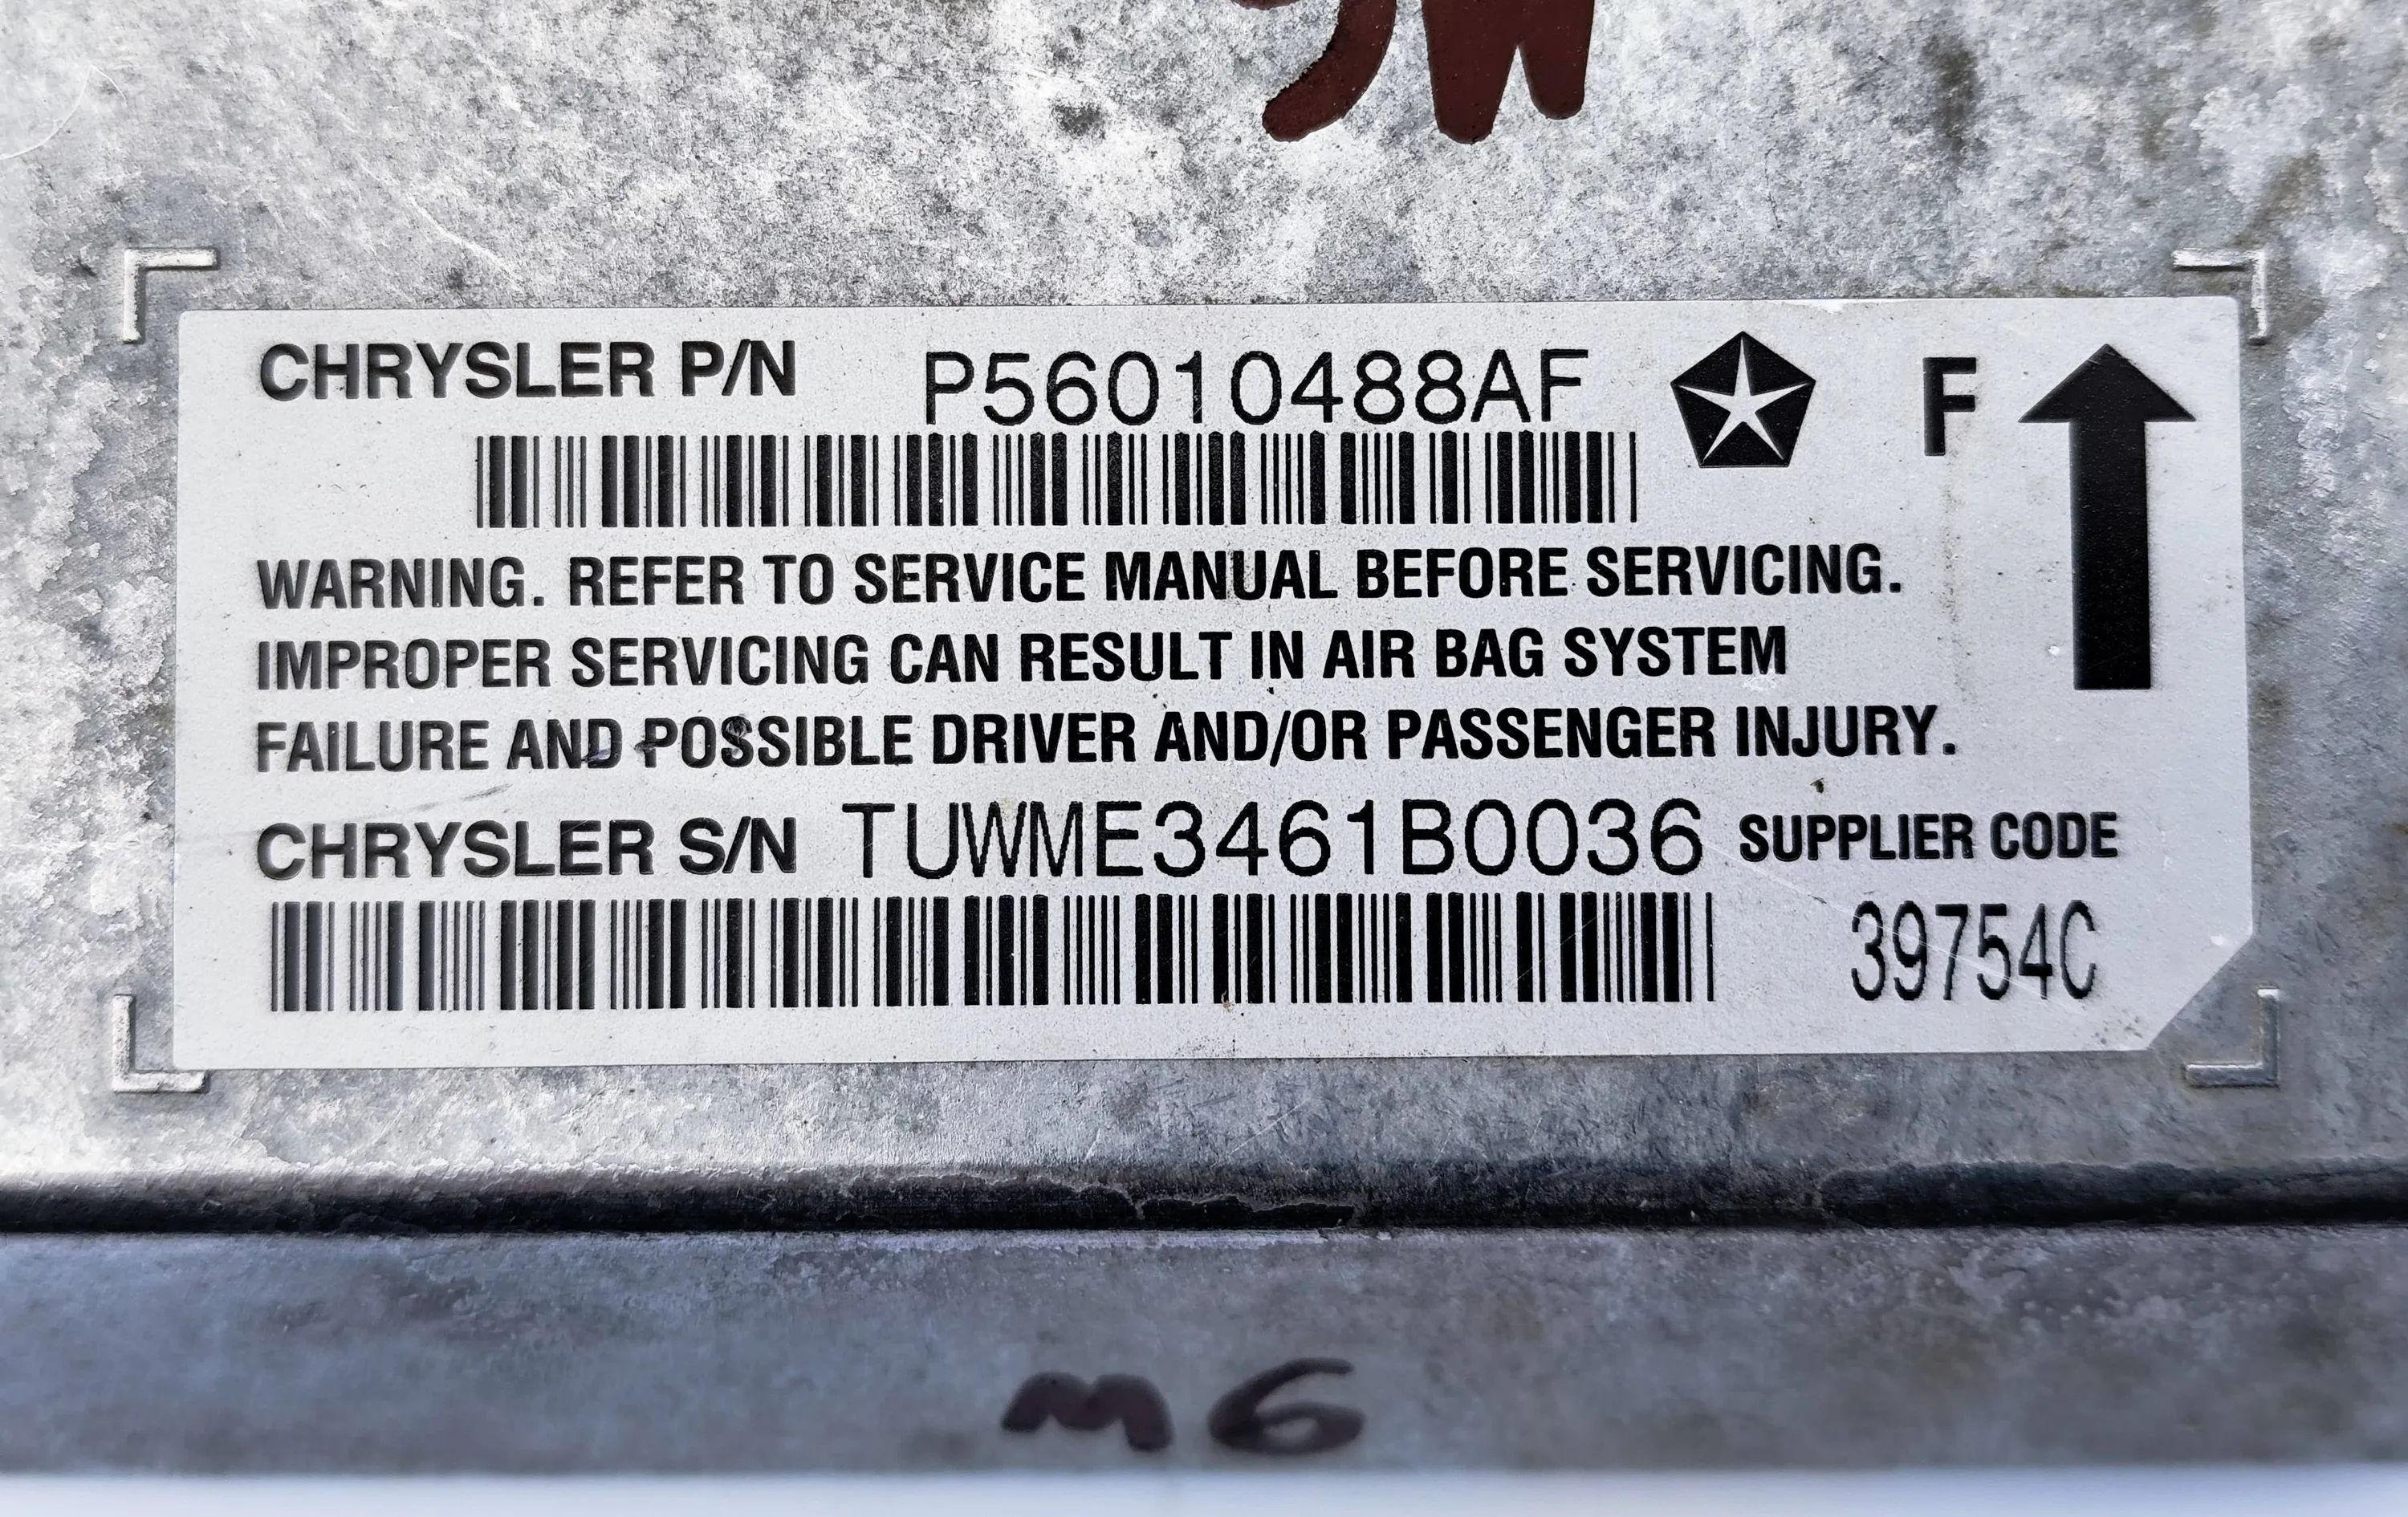 CHRYSLER P/N P56010488AF F
WARNING. REFER TO SERVICE MANUAL BEFORE SERVICING.
IMPROPER SERVICING CAN RESULT IN AIR BAG SYSTEM
FAILURE AND POSSIBLE DRIVER AND/OR PASSENGER INJURY.
CHRYSLER S/N TUWME3461B0036 SUPPLIER CODE
39754C
M6